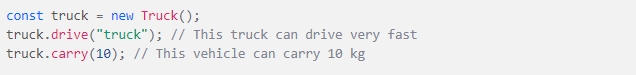 const truck = new Truck();
truck.drive("truck"); // This truck can drive very fast
truck.carry(10); // This vehicle can carry 10 kg